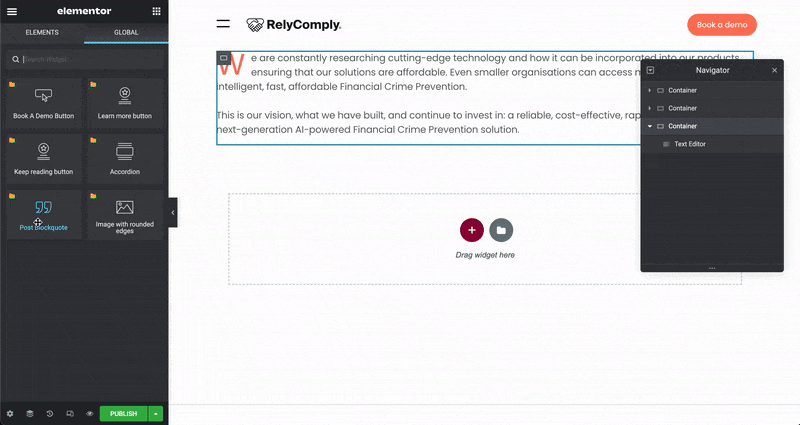 elementor
ELEMENTS
GLOBAL
Search Widget...
Book A Demo Button
Learn more button
Keep reading button
Accordion
Post blockquote
Image with rounded
edges
PUBLISH
RelyComply.
Book a demo
We are constantly researching cutting-edge technology and how it can be incorporated into our products,
ensuring that our solutions are affordable. Even smaller organisations can access
intelligent, fast, affordable Financial Crime Prevention.
This is our vision, what we have built, and continue to invest in: a reliable, cost-effective,
next-generation AI-powered Financial Crime Prevention solution.
Drag widget here
Navigator
Container
Container
Container
Text Editor